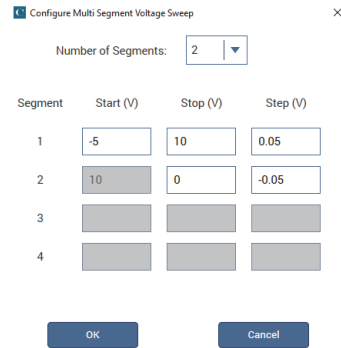 Configure Multi Segment Voltage Sweep
Number of Segments: 2
Segment Start (V) Stop (V) Step (V)
1 -5 10 0.05
2 10 0 -0.05
3
4
OK Cancel